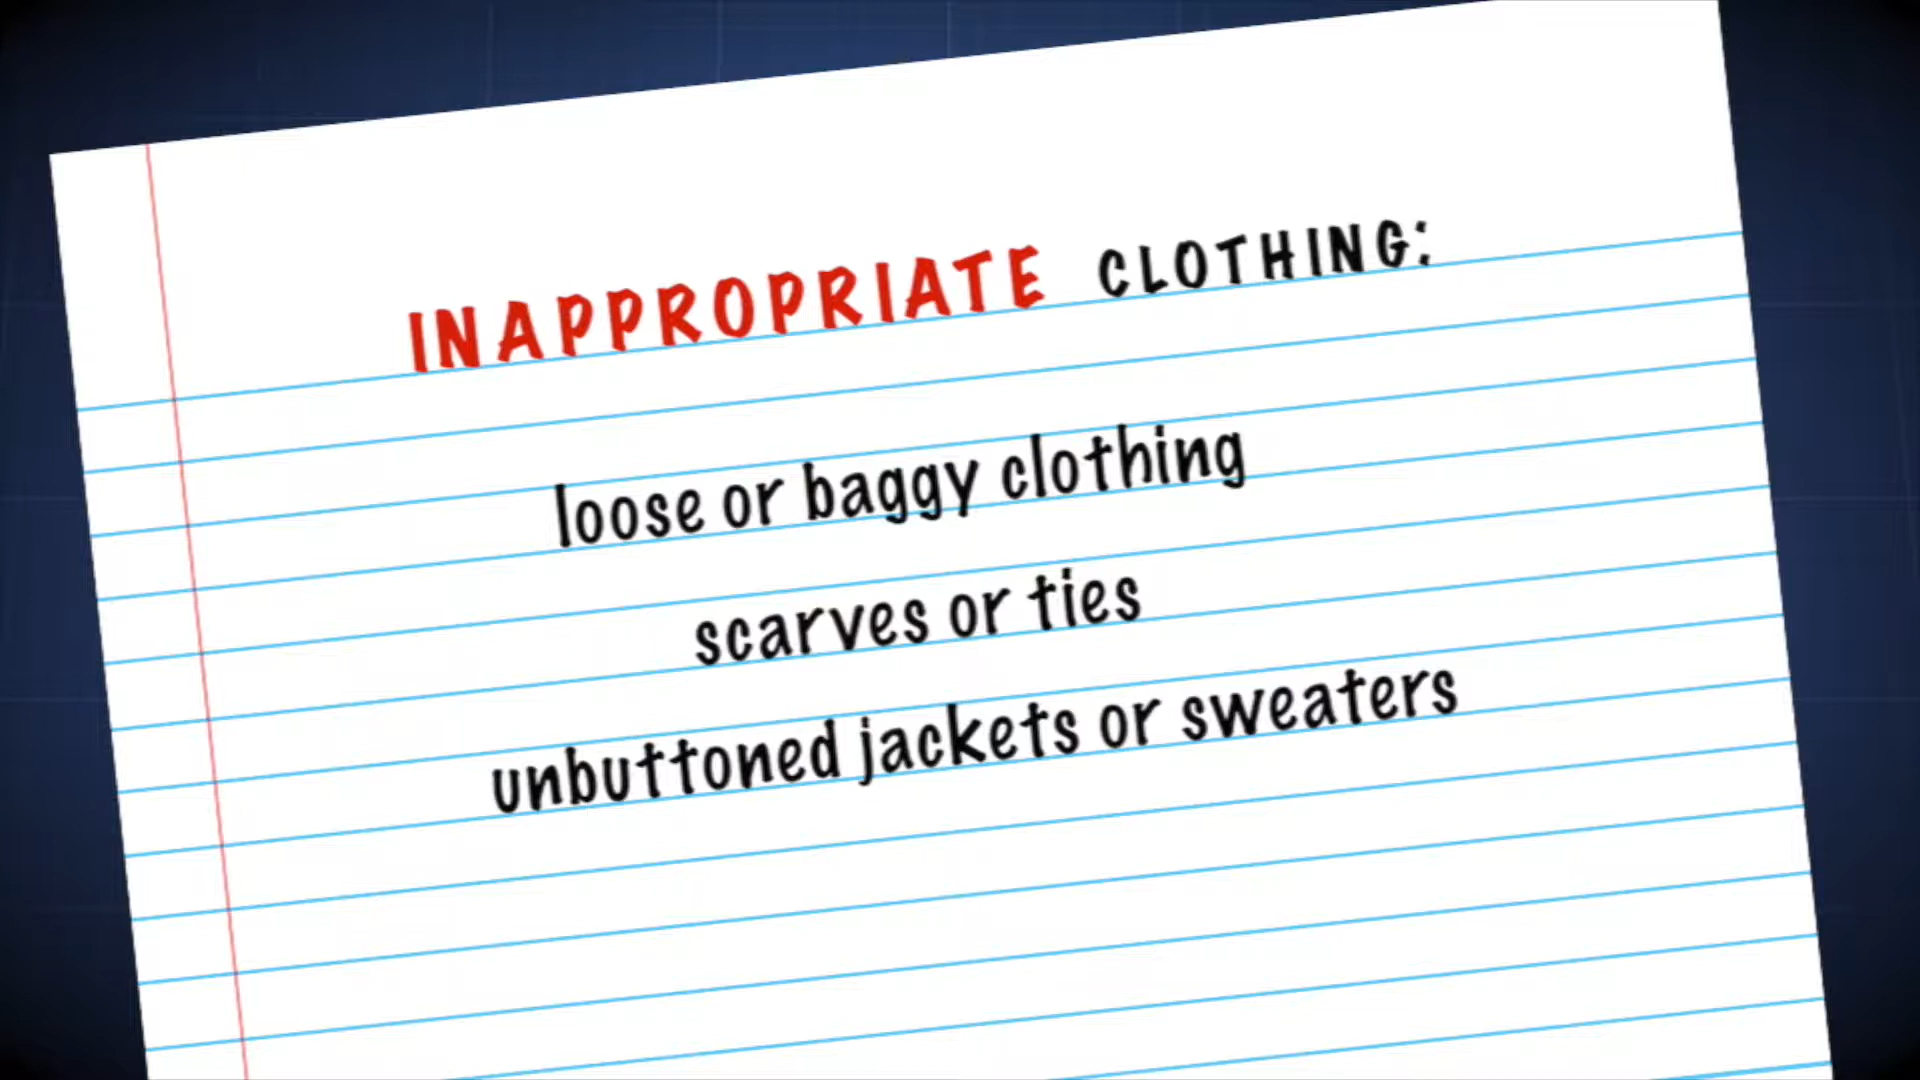 INAPPROPRIATE CLOTHING:
loose or baggy clothing
scarves or ties
unbuttoned jackets or sweaters